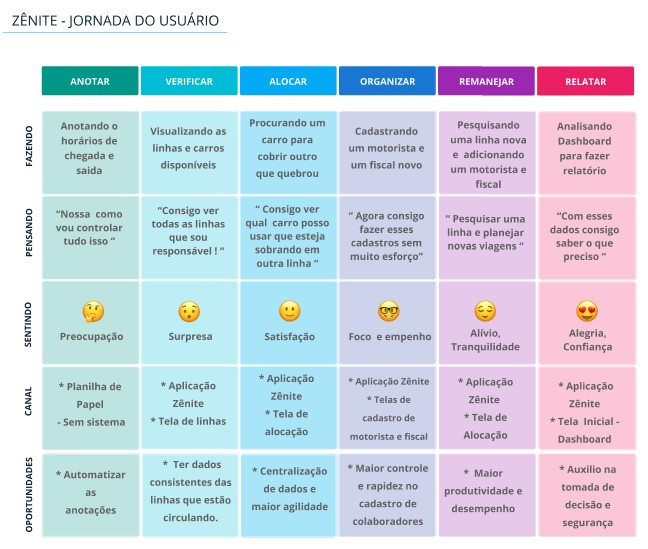 ZÊNITE - JORNADA DO USUÁRIO
ANOTAR
VERIFICAR
ALOCAR
ORGANIZAR
REMANEJAR
RELATAR
FAZENDO
Anotando o
horários de
chegada e
saida
Visualizando as
linhas e carros
disponíveis
Procurando um
carro para
cobrir outro
que quebrou
Cadastrando
um motorista e
um fiscal novo
Pesquisando
uma linha nova
e adicionando
um motorista e
fiscal
Analisando
Dashboard
para fazer
relatório
PENSANDO
“Nossa como
vou controlar
tudo isso “
“Consigo ver
todas as linhas
que sou
responsável ! “
“ Consigo ver
qual carro posso
usar que esteja
sobrando em
outra linha “
“ Agora consigo
fazer esses
cadastros sem
muito esforço”
“ Pesquisar uma
linha e planejar
novas viagens “
“Com esses
dados consigo
saber o que
preciso ”
SENTINDO
Preocupação
Surpresa
Satisfação
Foco e empenho
Alívio,
Tranquilidade
Alegria,
Confiança
CANAL
* Planilha de
Papel
- Sem sistema
* Aplicação
Zênite
* Tela de linhas
* Aplicação
Zênite
* Tela de
alocação
* Aplicação Zênite
* Telas de
cadastro de
motorista e fiscal
* Aplicação
Zênite
* Tela de
Alocação
* Aplicação
Zênite
* Tela Inicial -
Dashboard
OPORTUNIDADES
* Automatizar
as
anotações
* Ter dados
consistentes das
linhas que estão
circulando.
* Centralização
de dados e
maior agilidade
* Maior controle
e rapidez no
cadastro de
colaboradores
* Maior
produtividade e
desempenho
* Auxilio na
tomada de
decisão e
segurança